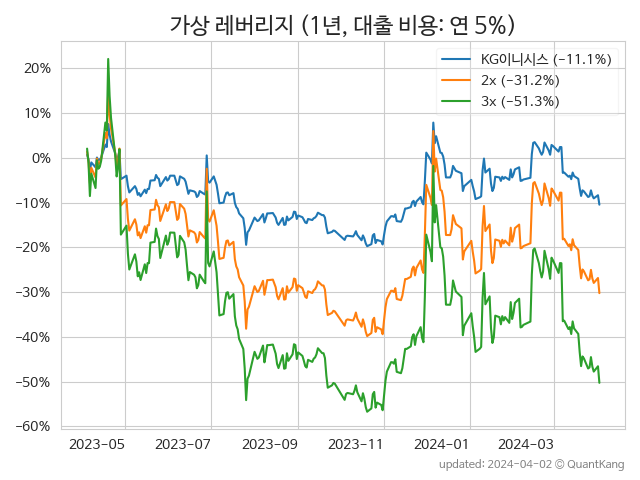 가상 레버리지 (1년, 대출 비용: 연 5%)
KG이니시스 (−11.1%)
2x (−31.2%)
3x (−51.3%)
20%
10%
0%
−10%
−20%
−30%
−40%
−50%
−60%
2023-05 2023-07 2023-09 2023-11 2024-01 2024-03
updated: 2024-04-02 © QuantKang